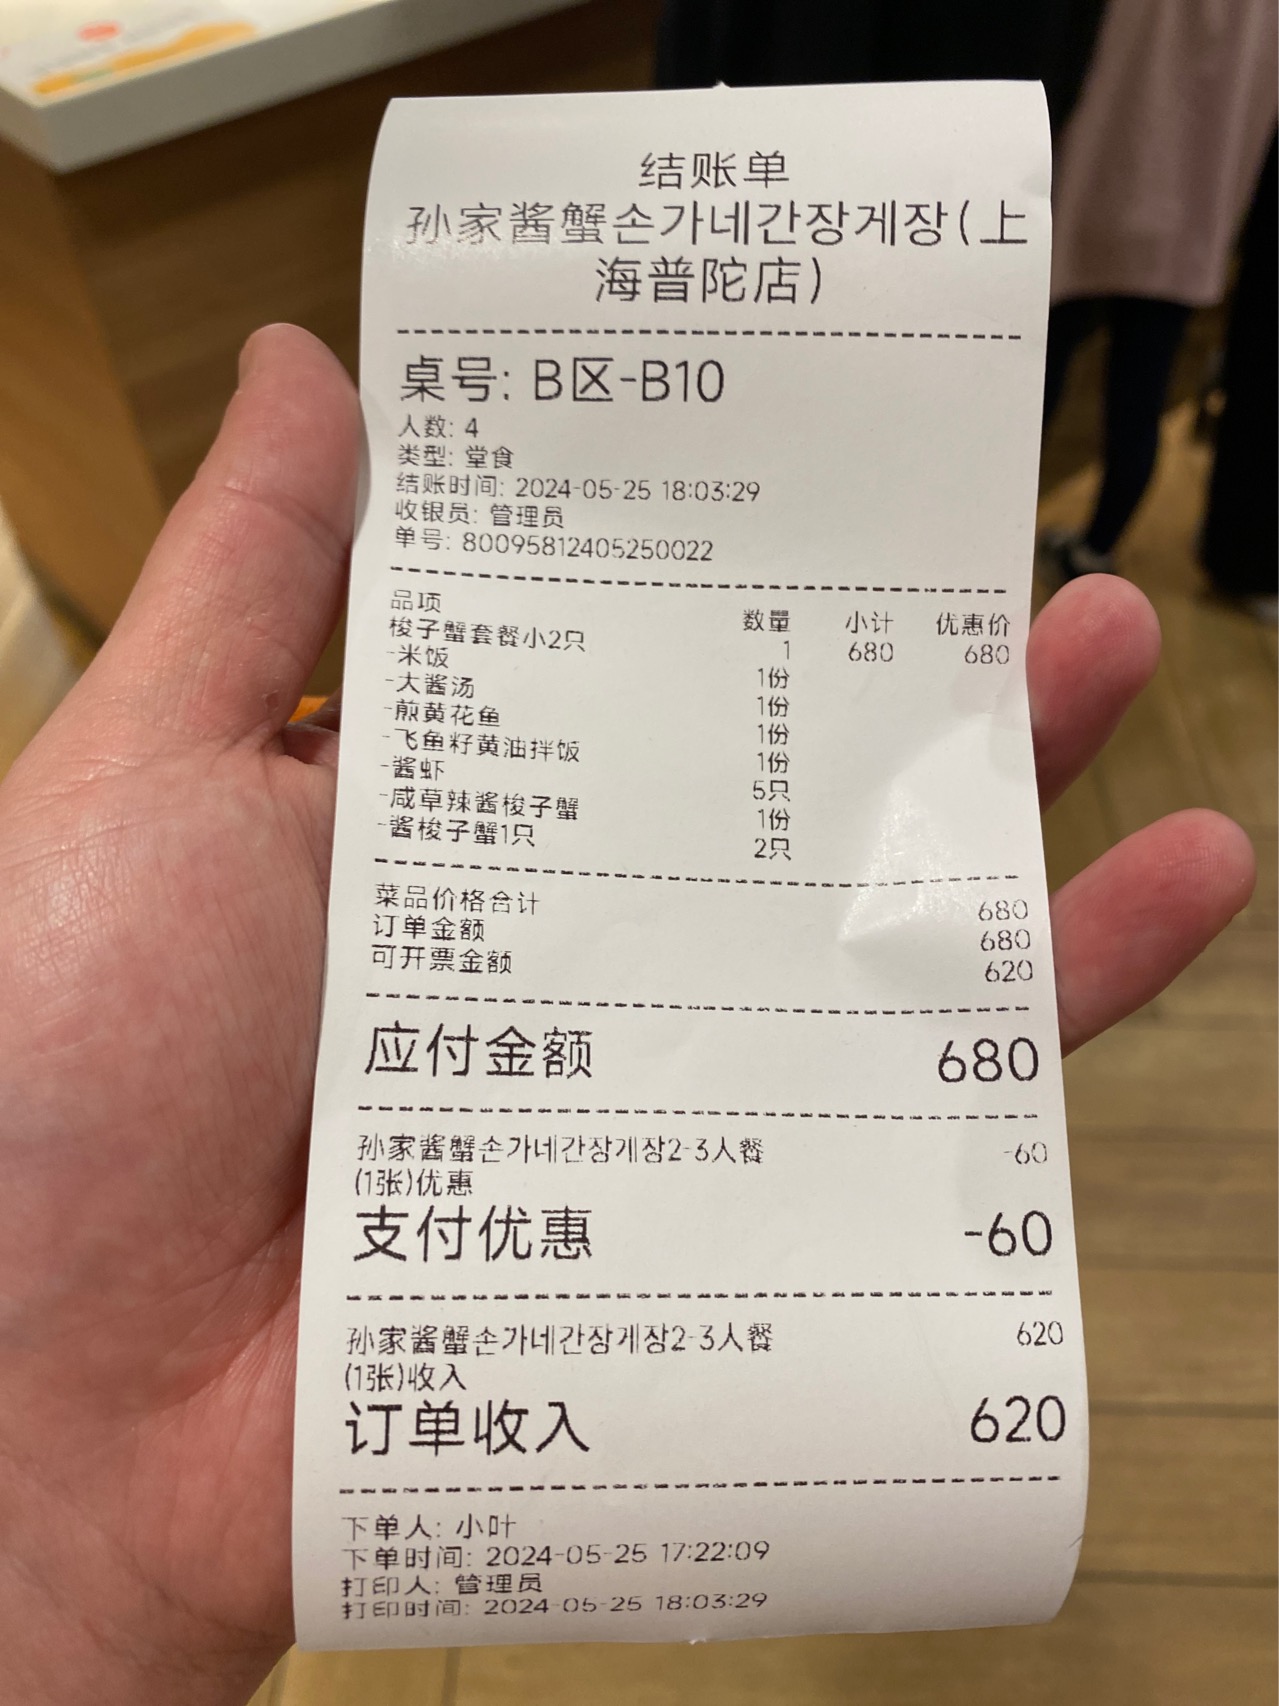 结账单
孙家酱蟹손가네간장게장(上
海普陀店)
桌号: B区-B10
人数: 4
类型: 堂食
结账时间: 2024-05-25 18:03:29
收银员: 管理员
单号: 80095812405250022
品项 数量 小计 优惠价
梭子蟹套餐小2只 1 680 680
-米饭 1份
-大酱汤 1份
-煎黄花鱼 1份
-飞鱼籽黄油拌饭 1份
-酱虾 5只
-咸草辣酱梭子蟹 1份
-酱梭子蟹1只 2只
菜品价格合计 680
订单金额 680
可开票金额 620
应付金额 680
孙家酱蟹손가네간장게장2-3人餐 -60
(1张)优惠
支付优惠 -60
孙家酱蟹손가네간장게장2-3人餐 620
(1张)收入
订单收入 620
下单人: 小叶
下单时间: 2024-05-25 17:22:09
打印人: 管理员
打印时间: 2024-05-25 18:03:29